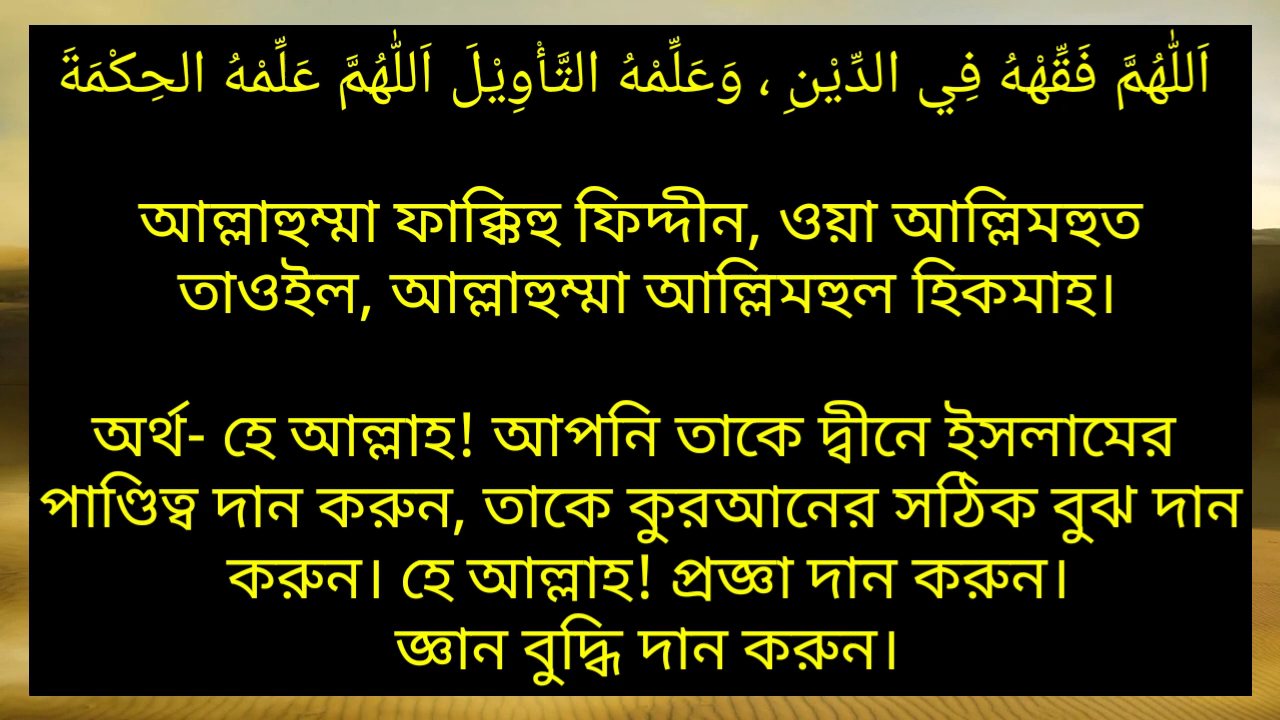 اَللّٰهُمَّ فَقِّهْهُ فِي الدِّيْنِ ، وَعَلِّمْهُ التَّأْوِيْلَ اَللّٰهُمَّ عَلِّمْهُ الحِكْمَةَ
আল্লাহুম্মা ফাক্কিহু ফিদ্দীন, ওয়া আল্লিমহুত
তাওইল, আল্লাহুম্মা আল্লিমহুল হিকমাহ।
অর্থ- হে আল্লাহ! আপনি তাকে দ্বীনে ইসলামের
পাণ্ডিত্ব দান করুন, তাকে কুরআনের সঠিক বুঝ দান
করুন। হে আল্লাহ! প্রজ্ঞা দান করুন।
জ্ঞান বুদ্ধি দান করুন।